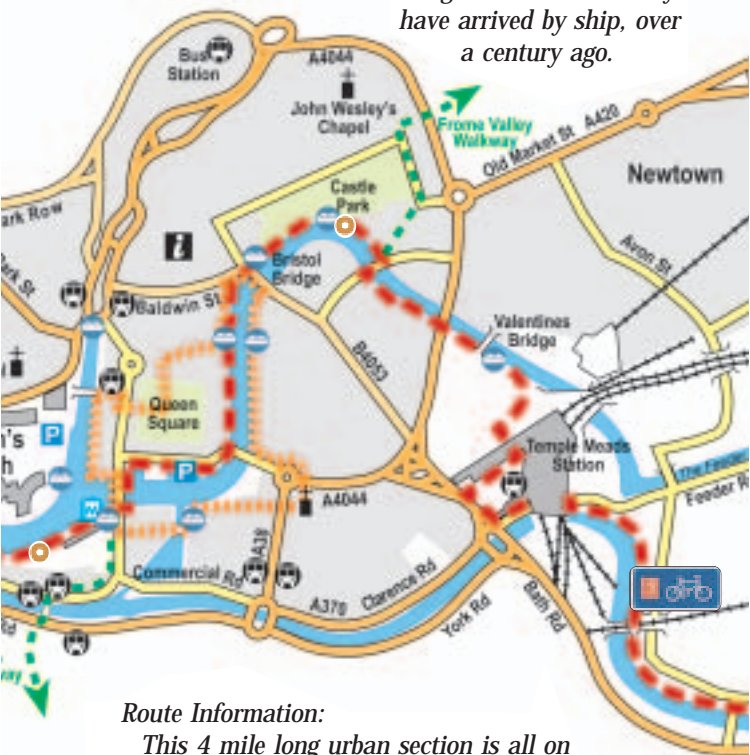 have arrived by ship, over
a century ago.
Bus
Station
A4044
John Wesley's
Chapel
Frome Valley
Walkway
Old Market St A420
Newtown
Castle
Park
ark Row
ark St
i
Bristol
Bridge
Baldwin St
Avon St
Valentines
Bridge
B4053
Queen
Square
P
n's
h
P
Temple Meads
Station
The Feeder
Feeder R
A4044
A38
Commercial Rd
A370
Clarence Rd
York Rd
Bath Rd
Rd
way
Route Information:
This 4 mile long urban section is all on